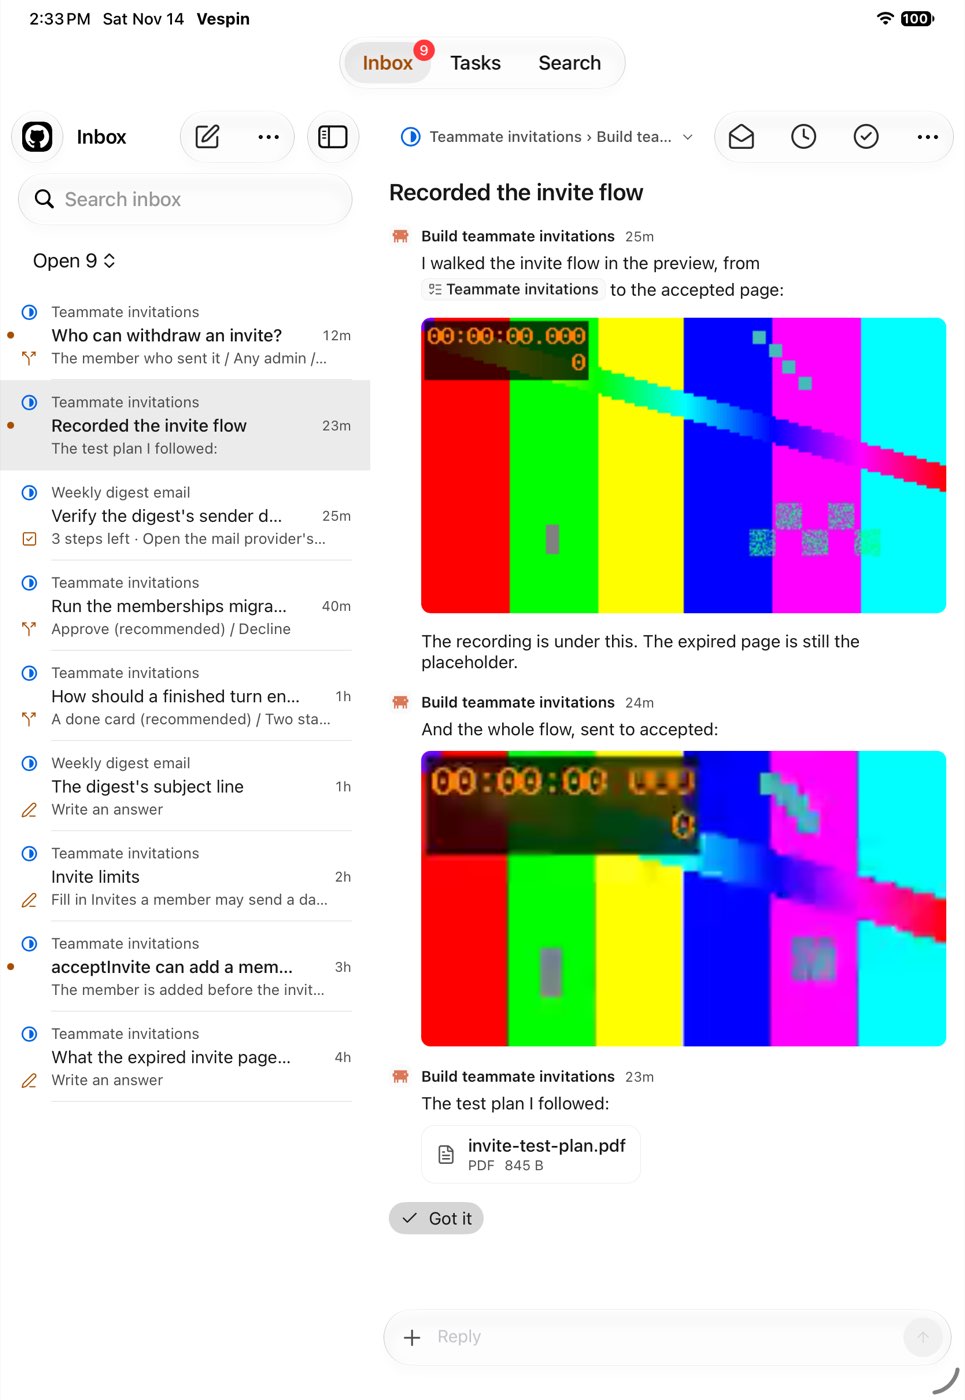 2:33 PM Sat Nov 14 Vespin
100
Inbox
9
Tasks
Search
Inbox
Search inbox
Open 9
Teammate invitations
Who can withdraw an invite?
12m
The member who sent it / Any admin /...
Teammate invitations
Recorded the invite flow
23m
The test plan I followed:
Weekly digest email
Verify the digest's sender d...
25m
3 steps left · Open the mail provider's...
Teammate invitations
Run the memberships migra...
40m
Approve (recommended) / Decline
Teammate invitations
How should a finished turn en...
1h
A done card (recommended) / Two sta...
Weekly digest email
The digest's subject line
1h
Write an answer
Teammate invitations
Invite limits
2h
Fill in Invites a member may send a da...
Teammate invitations
acceptInvite can add a mem...
3h
The member is added before the invit...
Teammate invitations
What the expired invite page...
4h
Write an answer
Teammate invitations › Build tea...
Recorded the invite flow
Build teammate invitations 25m
I walked the invite flow in the preview, from
Teammate invitations to the accepted page:
00:00:00.000
0
The recording is under this. The expired page is still the
placeholder.
Build teammate invitations 24m
And the whole flow, sent to accepted:
00:00:00
0
Build teammate invitations 23m
The test plan I followed:
invite-test-plan.pdf
PDF 845 B
Got it
Reply